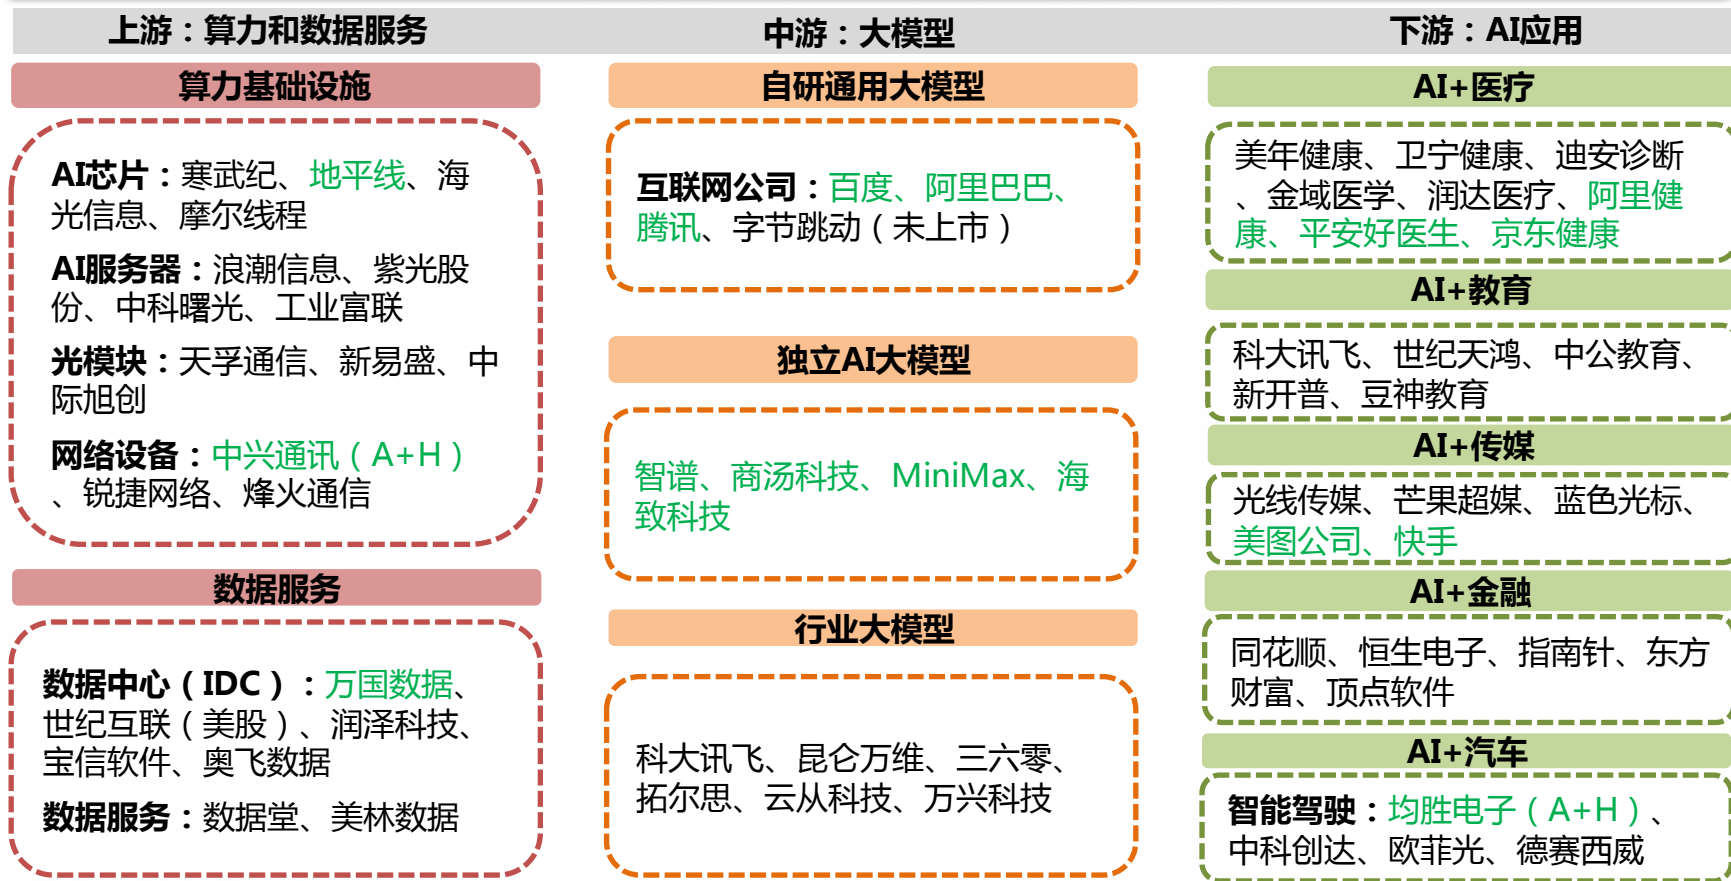 上游：算力和数据服务
算力基础设施
AI芯片：寒武纪、地平线、海
光信息、摩尔线程
AI服务器：浪潮信息、紫光股
份、中科曙光、工业富联
光模块：天孚通信、新易盛、中
际旭创
网络设备：中兴通讯（A+H）
、锐捷网络、烽火通信
数据服务
数据中心（IDC）：万国数据、
世纪互联（美股）、润泽科技、
宝信软件、奥飞数据
数据服务：数据堂、美林数据
中游：大模型
自研通用大模型
互联网公司：百度、阿里巴巴、
腾讯、字节跳动（未上市）
独立AI大模型
智谱、商汤科技、MiniMax、海
致科技
行业大模型
科大讯飞、昆仑万维、三六零、
拓尔思、云从科技、万兴科技
下游：AI应用
AI+医疗
美年健康、卫宁健康、迪安诊断
、金域医学、润达医疗、阿里健
康、平安好医生、京东健康
AI+教育
科大讯飞、世纪天鸿、中公教育、
新开普、豆神教育
AI+传媒
光线传媒、芒果超媒、蓝色光标、
美图公司、快手
AI+金融
同花顺、恒生电子、指南针、东方
财富、顶点软件
AI+汽车
智能驾驶：均胜电子（A+H）、
中科创达、欧菲光、德赛西威